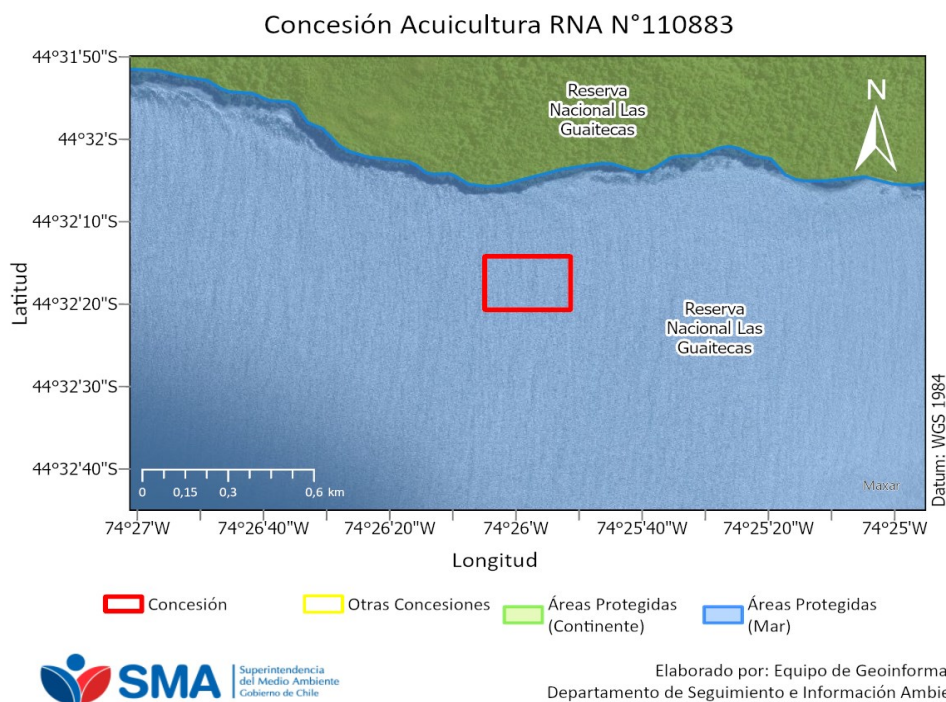 Concesión Acuicultura RNA N°110883
44°31'50"S
44°32'S
44°32'10"S
44°32'20"S
44°32'30"S
44°32'40"S
Latitud
Reserva
Nacional Las
Guaitecas
N
Reserva
Nacional Las
Guaitecas
0 0,15 0,3 0,6 km
Maxar
Datum: WGS 1984
74°27'W 74°26'40"W 74°26'20"W 74°26'W 74°25'40"W 74°25'20"W 74°25'W
Longitud
Concesión
Otras Concesiones
Áreas Protegidas
(Continente)
Áreas Protegidas
(Mar)
SMA
Superintendencia
del Medio Ambiente
Gobierno de Chile
Elaborado por: Equipo de Geoinforma
Departamento de Seguimiento e Información Ambie